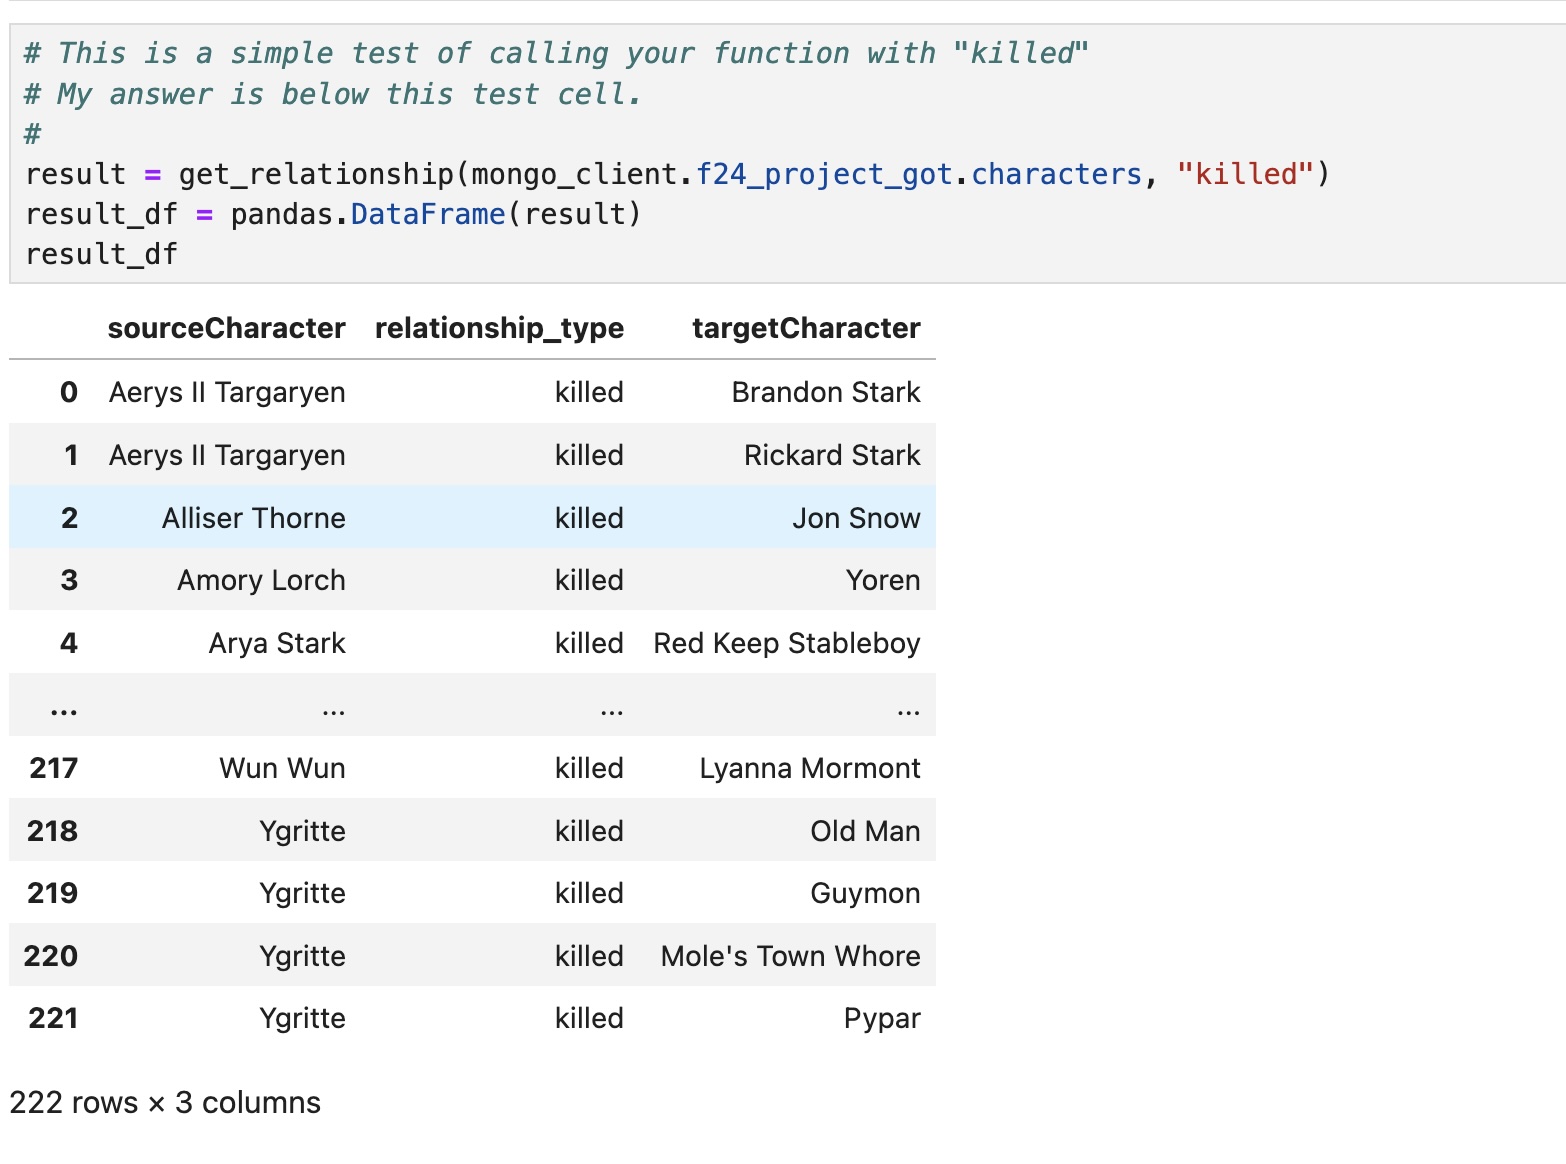 # This is a simple test of calling your function with "killed"
# My answer is below this test cell.
#
result = get_relationship(mongo_client.f24_project_got.characters, "killed")
result_df = pandas.DataFrame(result)
result_df
sourceCharacter relationship_type targetCharacter
0 Aerys II Targaryen killed Brandon Stark
1 Aerys II Targaryen killed Rickard Stark
2 Alliser Thorne killed Jon Snow
3 Amory Lorch killed Yoren
4 Arya Stark killed Red Keep Stableboy
... ... ... ...
217 Wun Wun killed Lyanna Mormont
218 Ygritte killed Old Man
219 Ygritte killed Guymon
220 Ygritte killed Mole's Town Whore
221 Ygritte killed Pypar
222 rows × 3 columns